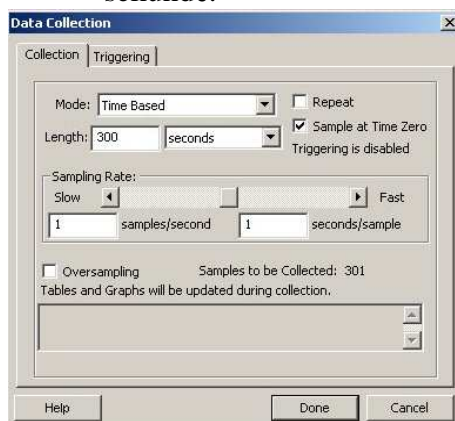 sekunde.
Data Collection
Collection Triggering
Mode: Time Based Repeat
Length: 300 seconds Sample at Time Zero
Triggering is disabled
Sampling Rate:
Slow Fast
1 samples/second 1 seconds/sample
Oversampling Samples to be Collected: 301
Tables and Graphs will be updated during collection.
Help Done Cancel